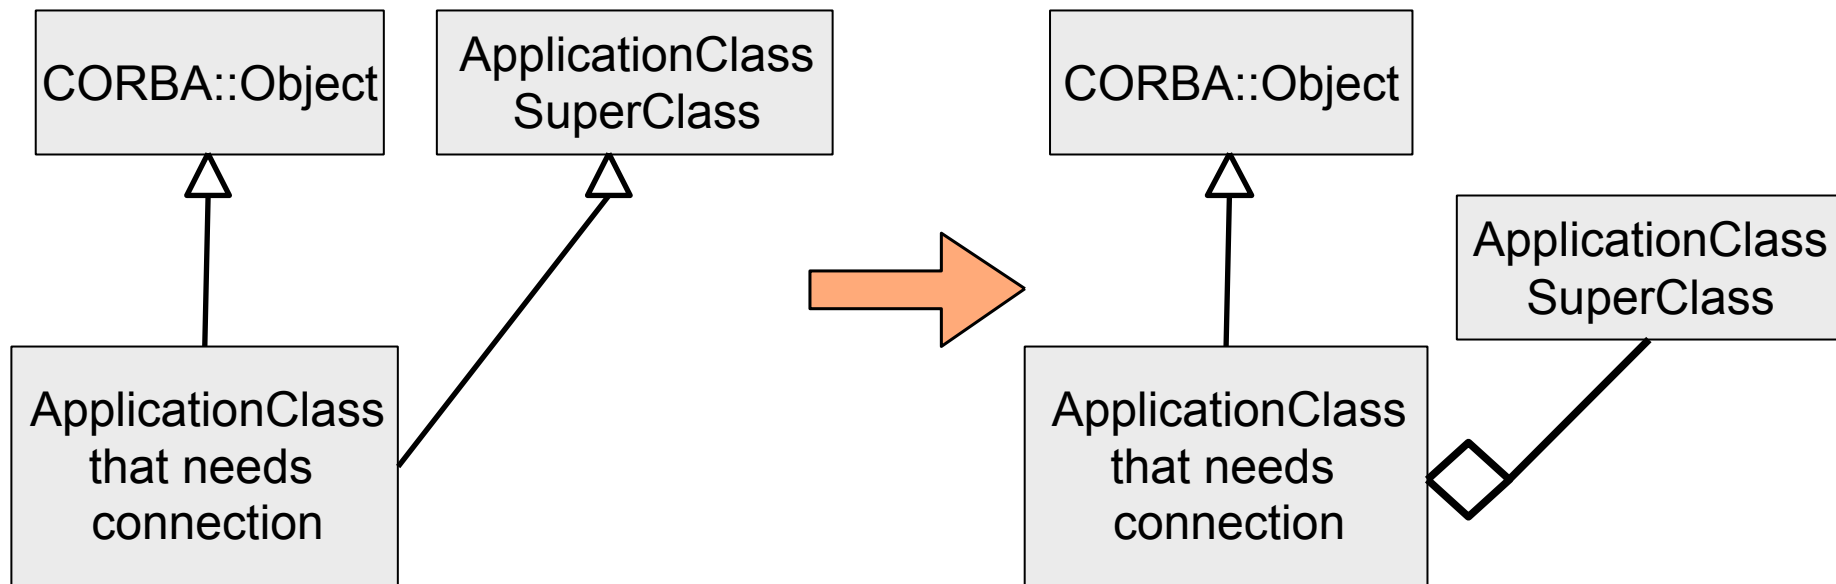 CORBA::Object
ApplicationClass
SuperClass
ApplicationClass
that needs
connection
CORBA::Object
ApplicationClass
SuperClass
ApplicationClass
that needs
connection